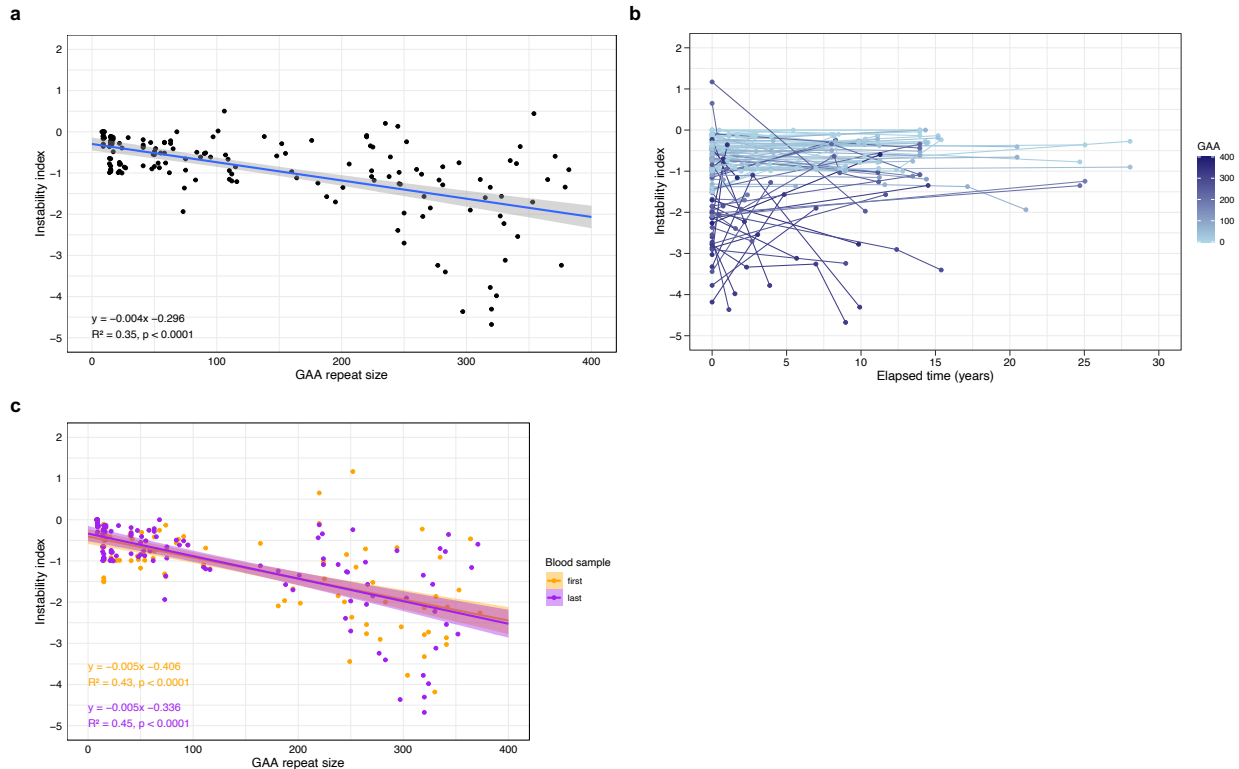 a
2
1
0
−1
−2
−3
−4
−5
Instability index
y = −0.004x −0.296
R² = 0.35, p < 0.0001
0 100 200 300 400
GAA repeat size
b
2
1
0
−1
−2
−3
−4
−5
Instability index
0 5 10 15 20 25 30
Elapsed time (years)
GAA
400
300
200
100
0
c
2
1
0
−1
−2
−3
−4
−5
Instability index
y = −0.005x −0.406
R² = 0.43, p < 0.0001
y = −0.005x −0.336
R² = 0.45, p < 0.0001
0 100 200 300 400
GAA repeat size
Blood sample
first
last